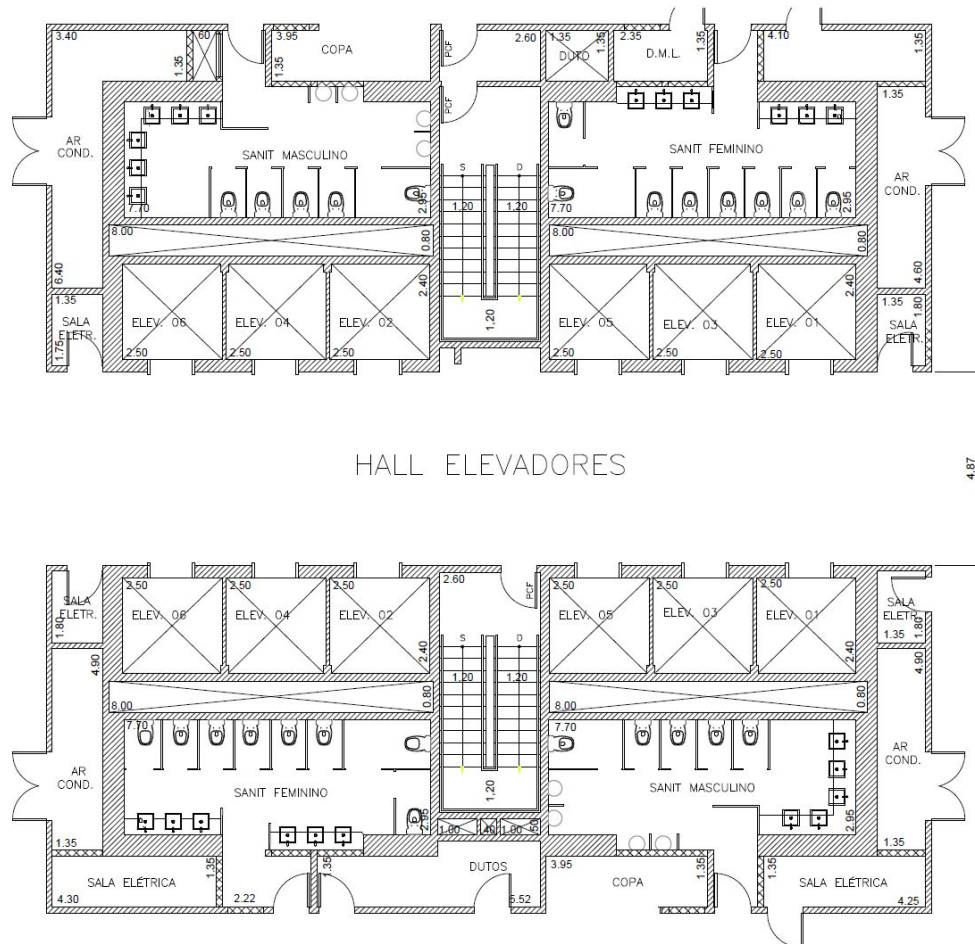 3.40
.60
3.95
COPA
1.35
1.35
PCF
2.60
1.35
1.35
DUTO
2.35
D.M.L.
1.35
4.10
1.35
PCF
1.35
AR
COND.
SANIT MASCULINO
SANIT FEMININO
AR
COND.
S
D
1,20
1,20
7.70
2.95
7.70
2.95
8.00
0.80
8.00
0.80
6.40
4.60
1.35
SALA
ELETR.
1.75
ELEV. 06
2.50
ELEV. 04
2.50
ELEV. 02
2.50
2.40
1,20
ELEV. 05
2.50
ELEV. 03
2.50
ELEV. 01
2.50
2.40
1.35
1.80
SALA
ELETR.
HALL ELEVADORES
4.87
SALA
ELETR.
1.80
2.50
ELEV. 06
2.50
ELEV. 04
2.50
ELEV. 02
2.40
2.60
PCF
2.50
ELEV. 05
2.50
ELEV. 03
2.50
ELEV. 01
2.40
SALA
ELETR.
1.35
1.80
S
D
1,20
1,20
4.90
4.90
8.00
0.80
8.00
0.80
7.70
7.70
AR
COND.
SANIT FEMININO
1,20
SANIT MASCULINO
AR
COND.
2.95
2.95
1.00
.40
1.00
.50
1.35
1.35
SALA ELÉTRICA
4.30
1.35
2.22
1.35
DUTOS
5.52
3.95
COPA
1.35
1.35
SALA ELÉTRICA
4.25